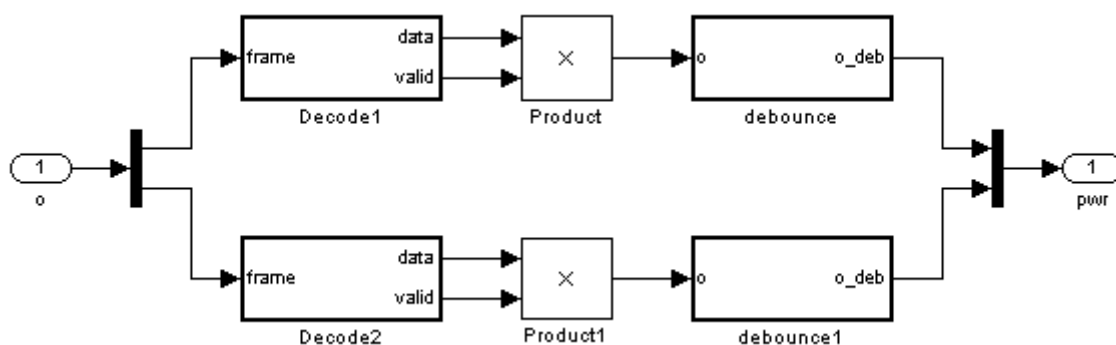 data
frame
valid
×
o
o_deb
Decode1
Product
debounce
1
o
1
pwr
data
frame
valid
×
o
o_deb
Decode2
Product1
debounce1